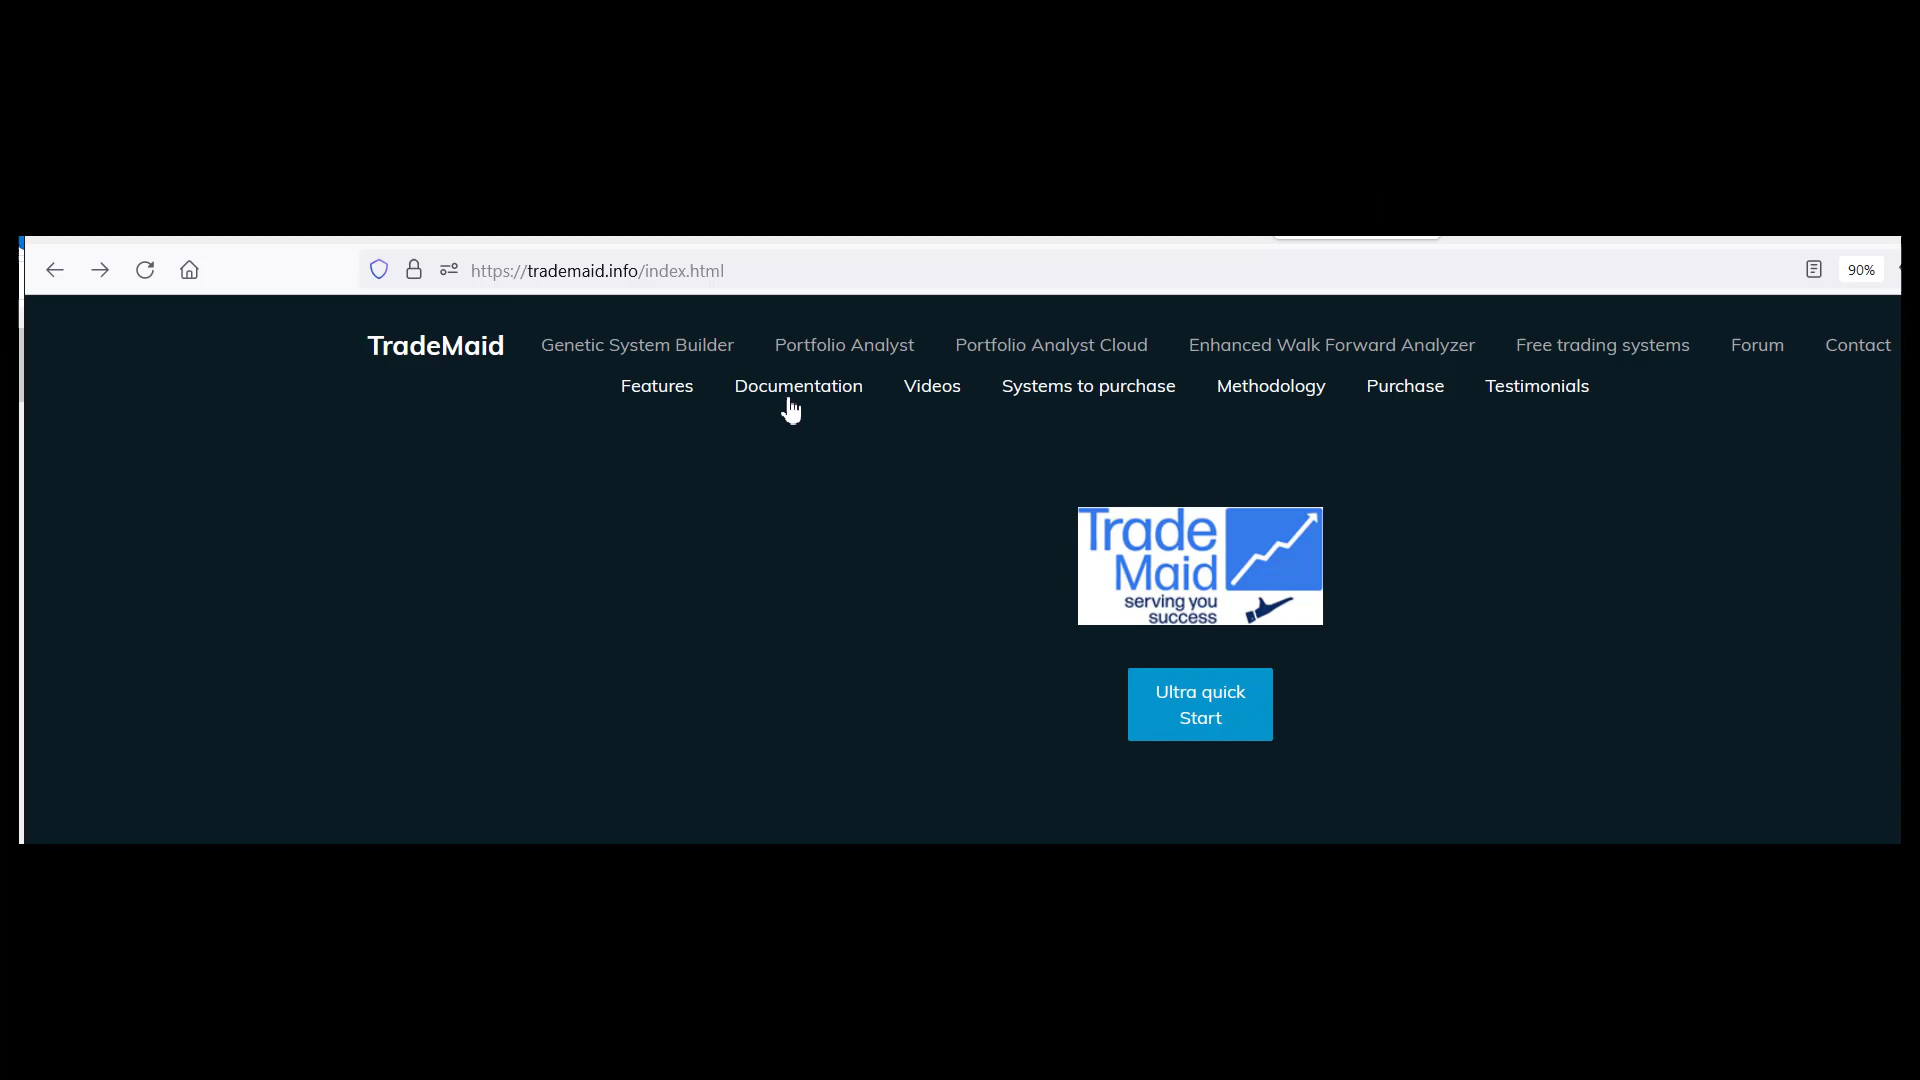 https://trademaid.info/index.html
90%
TradeMaid Genetic System Builder Portfolio Analyst Portfolio Analyst Cloud Enhanced Walk Forward Analyzer Free trading systems Forum Contact
Features Documentation Videos Systems to purchase Methodology Purchase Testimonials
Trade
Maid
serving you
success
Ultra quick
Start